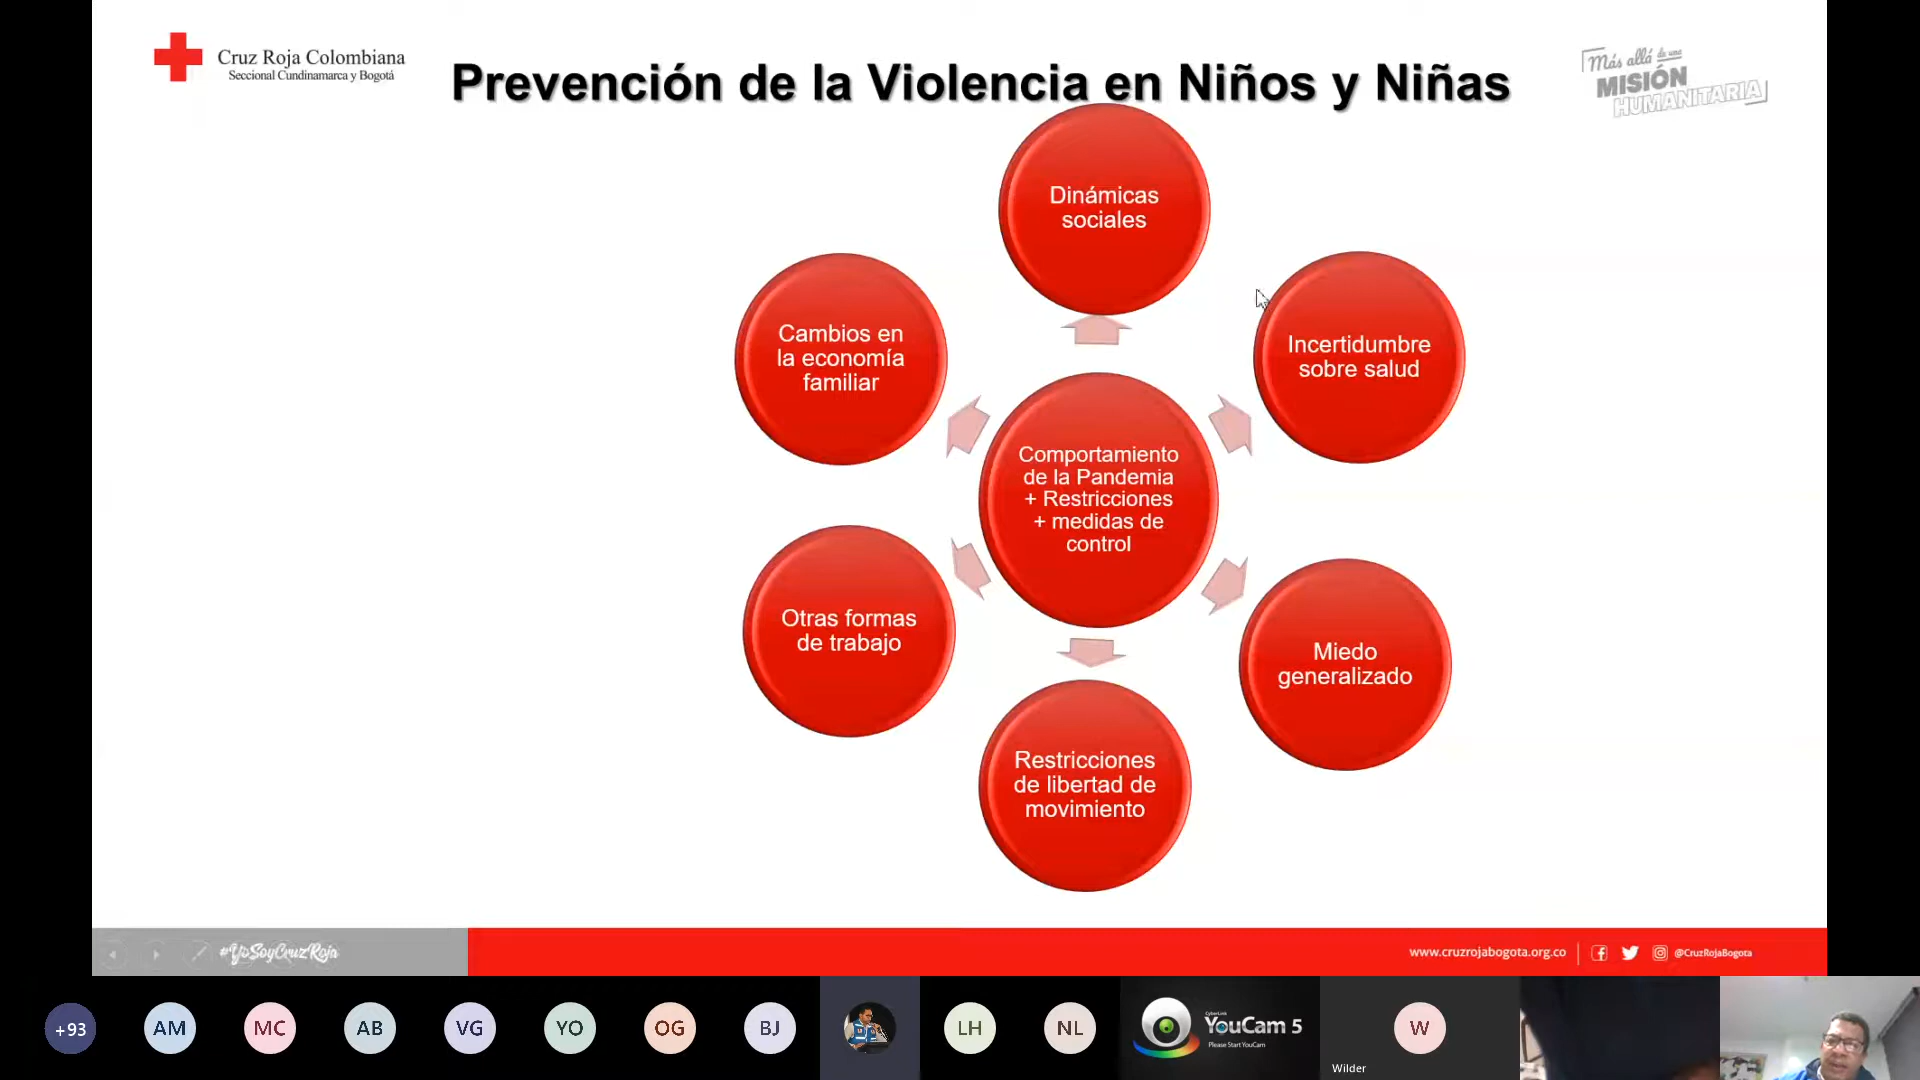 Cruz Roja Colombiana
Seccional Cundinamarca y Bogotá
Prevención de la Violencia en Niños y Niñas
Más allá de una
MISIÓN
HUMANITARIA
Dinámicas
sociales
Cambios en
la economía
familiar
Incertidumbre
sobre salud
Comportamiento
de la Pandemia
+ Restricciones
+ medidas de
control
Otras formas
de trabajo
Miedo
generalizado
Restricciones
de libertad de
movimiento
#YoSoyCruzRoja
www.cruzrojabogota.org.co
@CruzRojaBogota
+93
AM
MC
AB
VG
YO
OG
BJ
LH
NL
CyberLink
YouCam 5
Please Start YouCam
W
Wilder